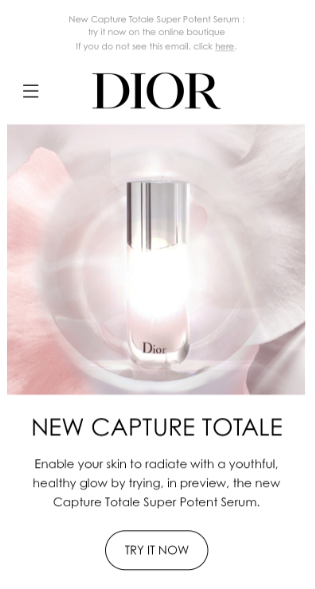 New Capture Totale Super Potent Serum :
try it now on the online boutique
If you do not see this email, click here.
DIOR
Dior
NEW CAPTURE TOTALE
Enable your skin to radiate with a youthful,
healthy glow by trying, in preview, the new
Capture Totale Super Potent Serum.
TRY IT NOW